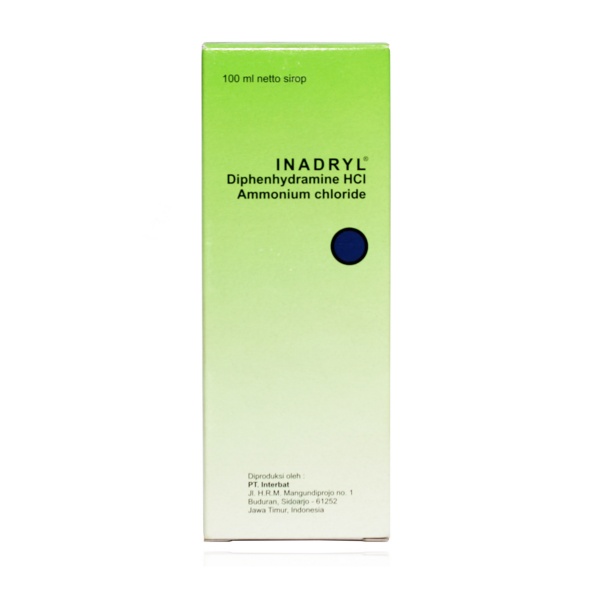 100 ml netto sirop
INADRYL®
Diphenhydramine HCl
Ammonium chloride
Diproduksi oleh :
PT. Interbat
Jl. H.R.M. Mangundiprojo no. 1
Buduran, Sidoarjo - 61252
Jawa Timur, Indonesia